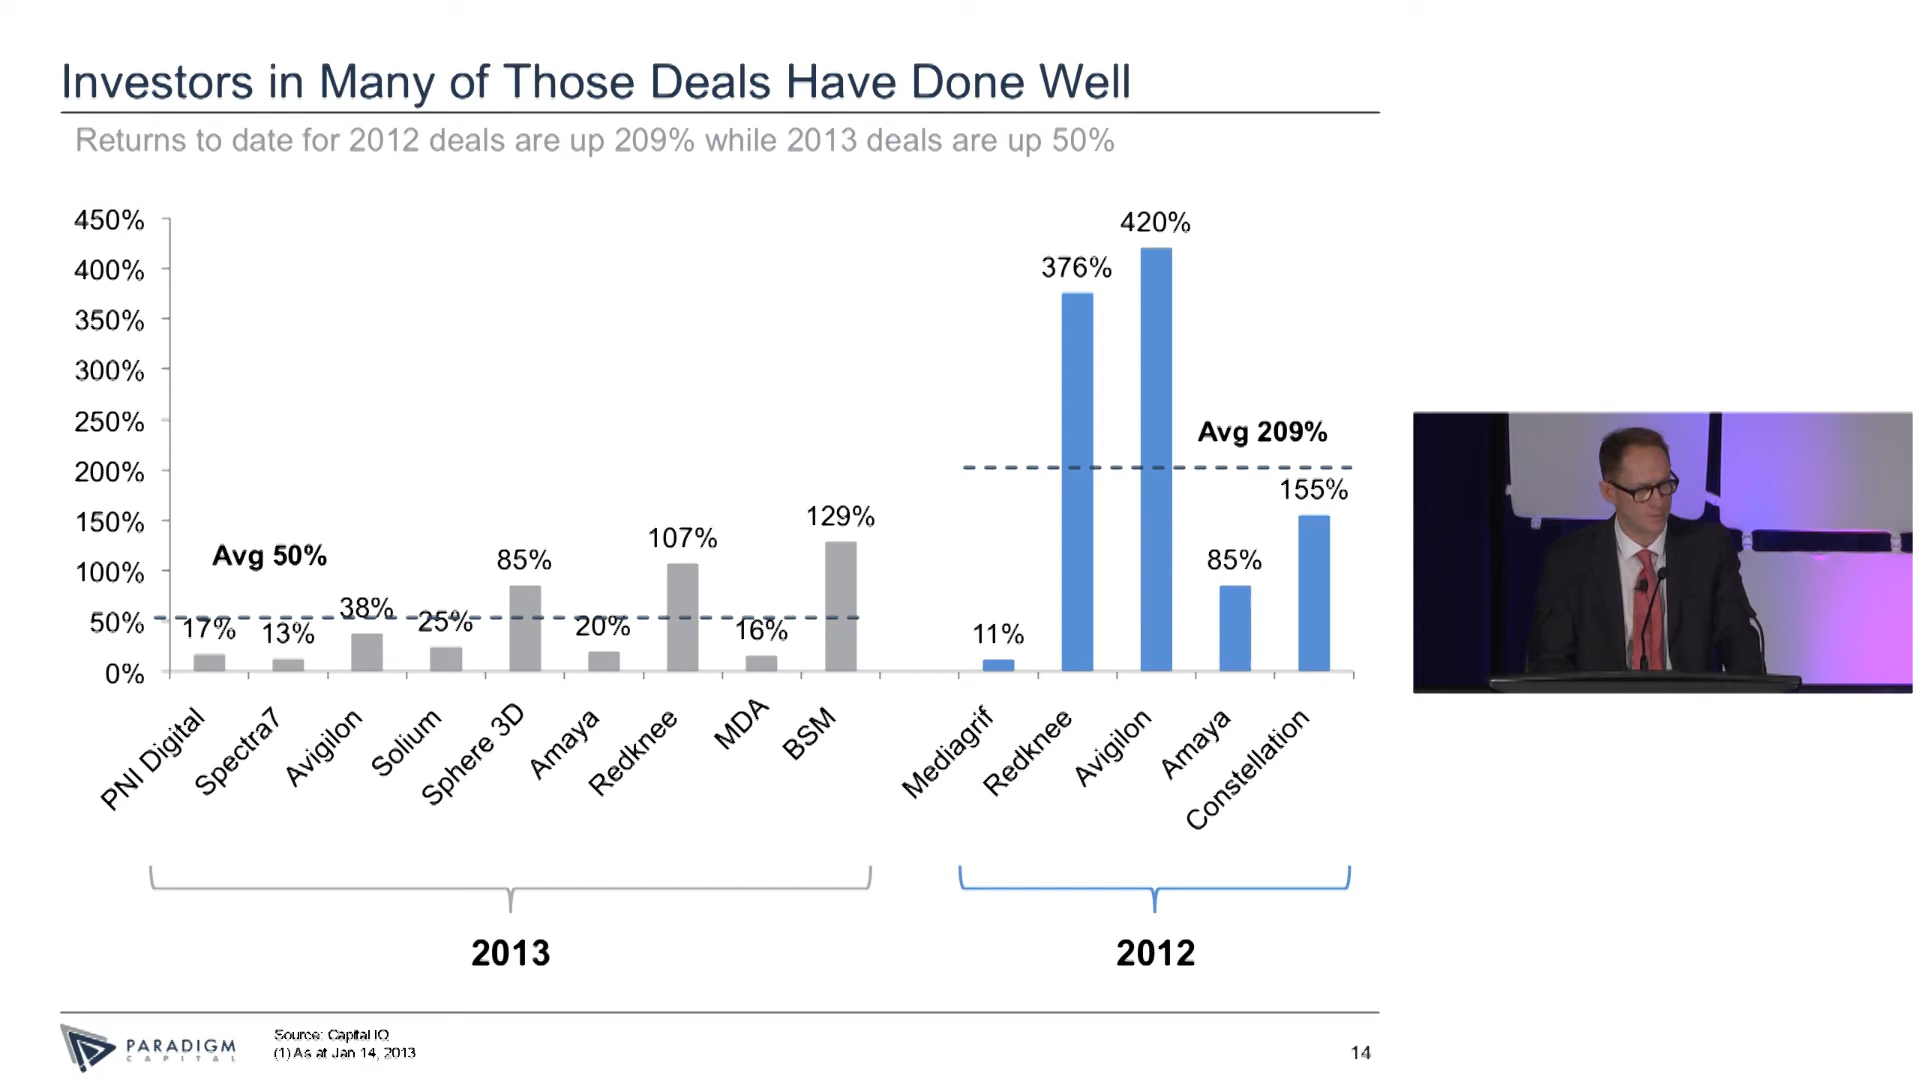 Investors in Many of Those Deals Have Done Well
Returns to date for 2012 deals are up 209% while 2013 deals are up 50%
450%
400%
350%
300%
250%
200%
150%
100%
50%
0%
Avg 50%
17%
13%
38%
25%
85%
20%
107%
16%
129%
11%
376%
420%
85%
155%
Avg 209%
PNI Digital
Spectra7
Avigilon
Solium
Sphere 3D
Amaya
Redknee
MDA
BSM
Mediagrif
Redknee
Avigilon
Amaya
Constellation
2013
2012
PARADIGM
CAPITAL
Source: Capital IQ
(1) As at Jan 14, 2013
14